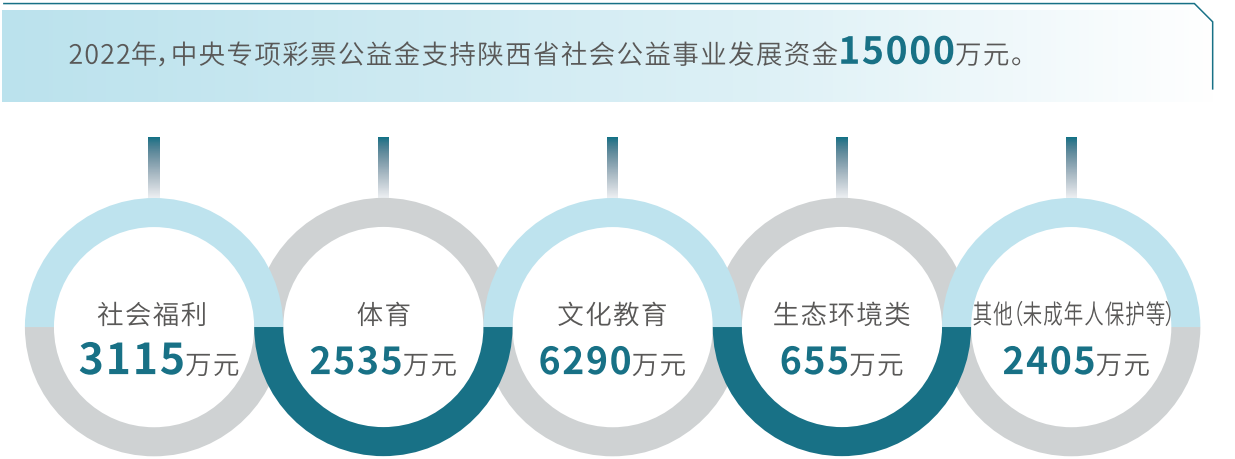 2022年，中央专项彩票公益金支持陕西省社会公益事业发展资金15000万元。
社会福利
3115万元
体育
2535万元
文化教育
6290万元
生态环境类
655万元
其他（未成年人保护等）
2405万元